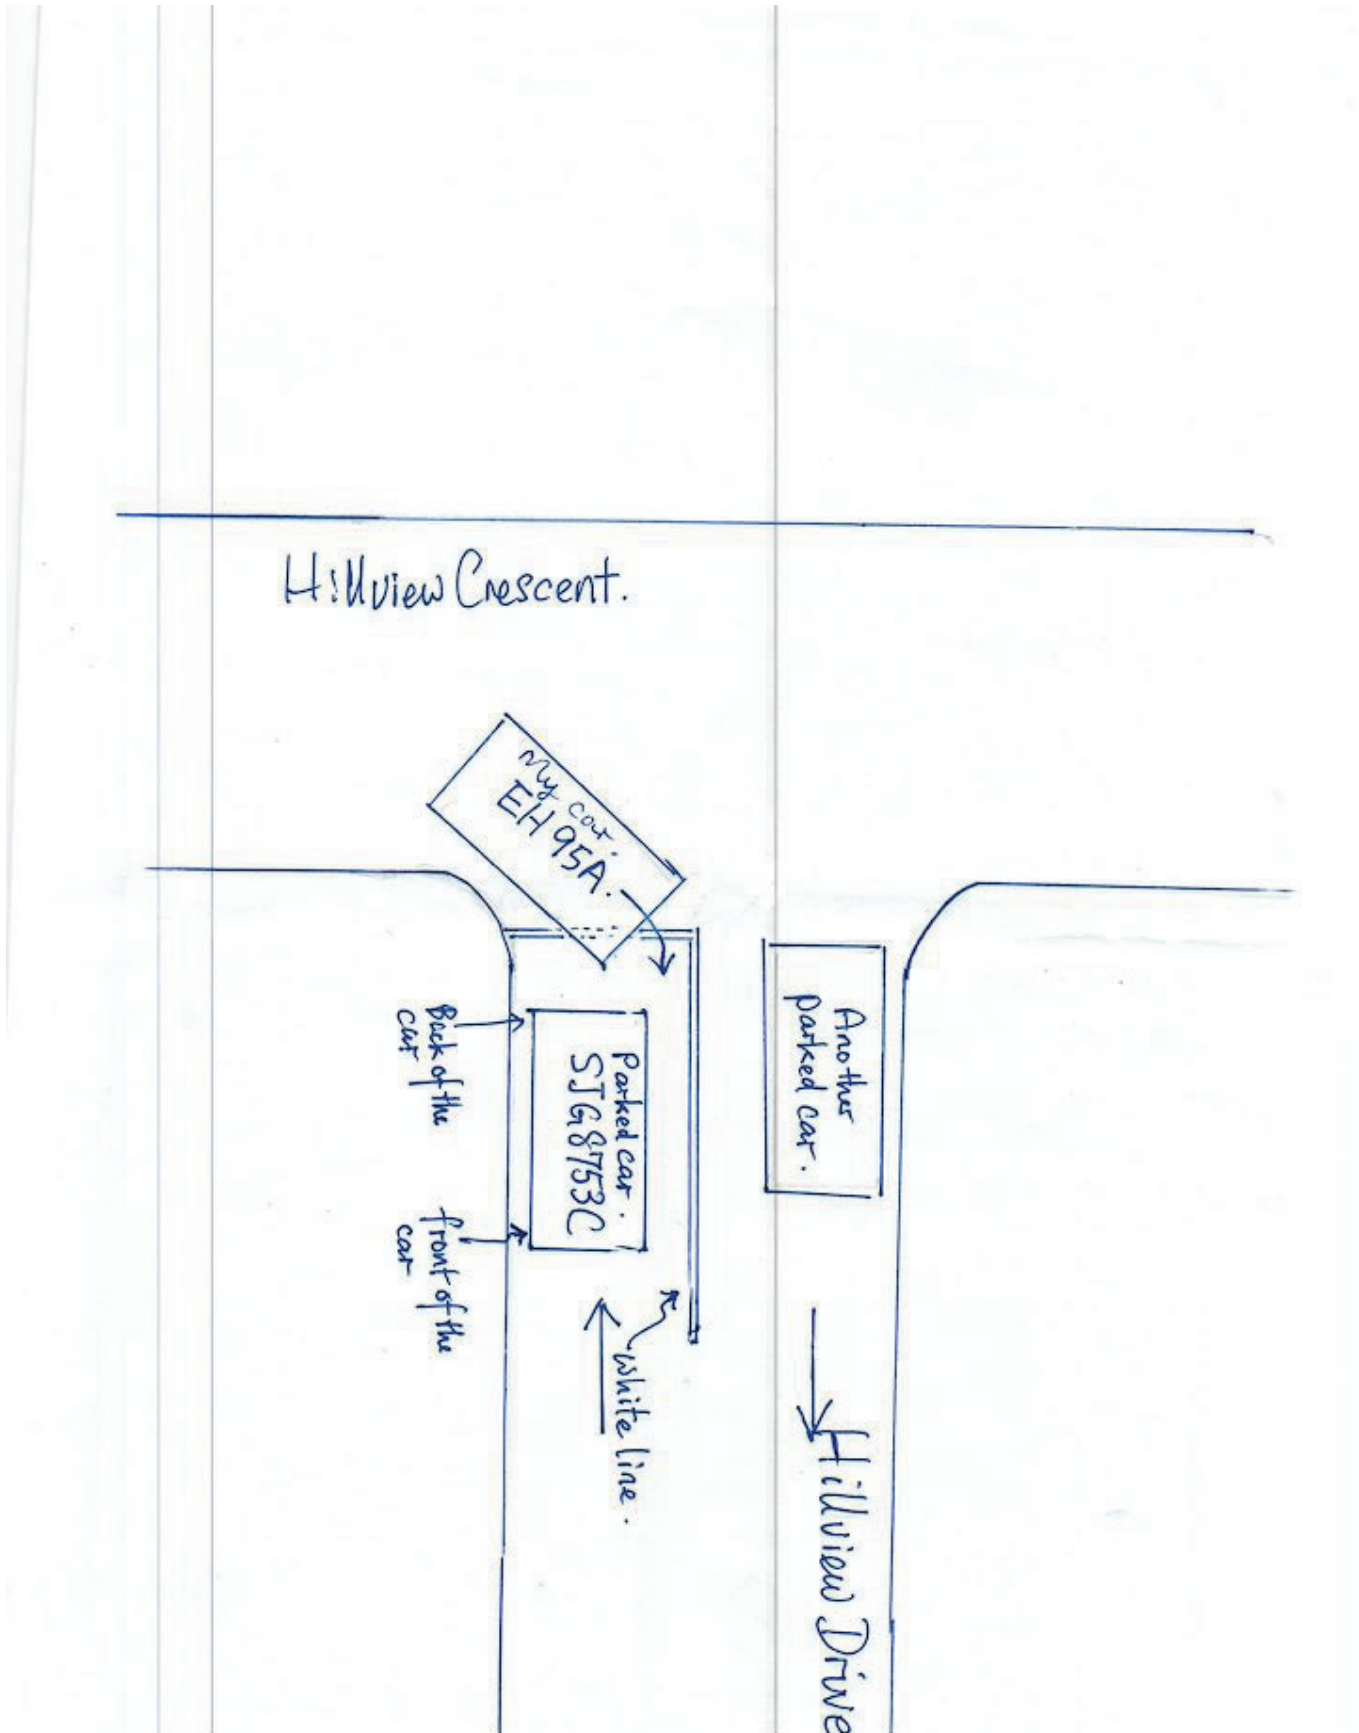 Hillview Crescent.
My car.
EH 95A.
Another
parked car.
Parked car.
SJG8753C
Back of the
car
front of the
car
white line.
Hillview Drive